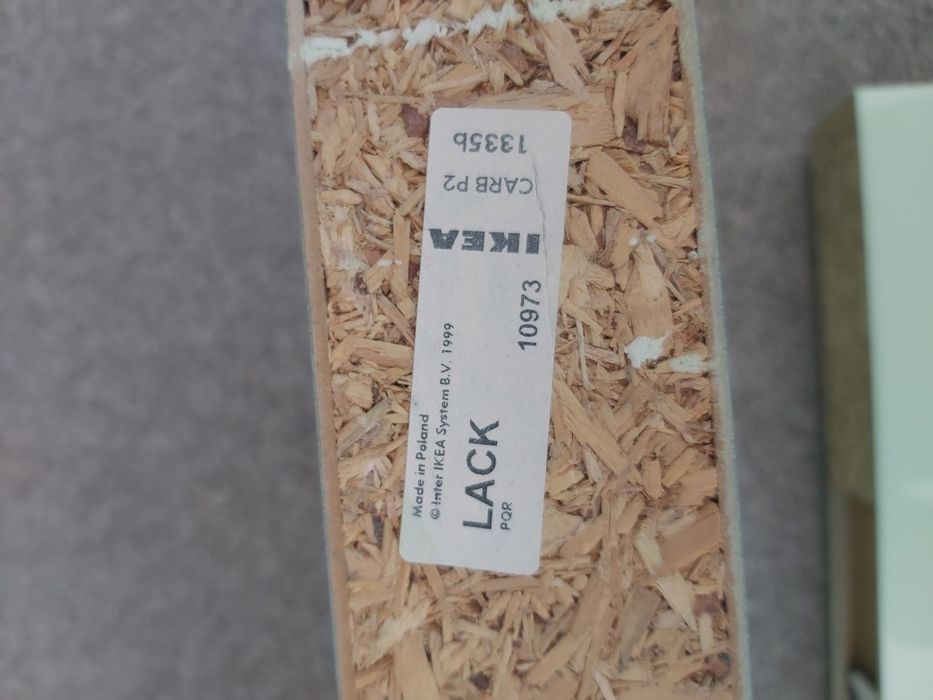 Made in Poland
© Inter IKEA System B.V. 1999
LACK
PQR
10973
IKEA
CARB P2
1335b